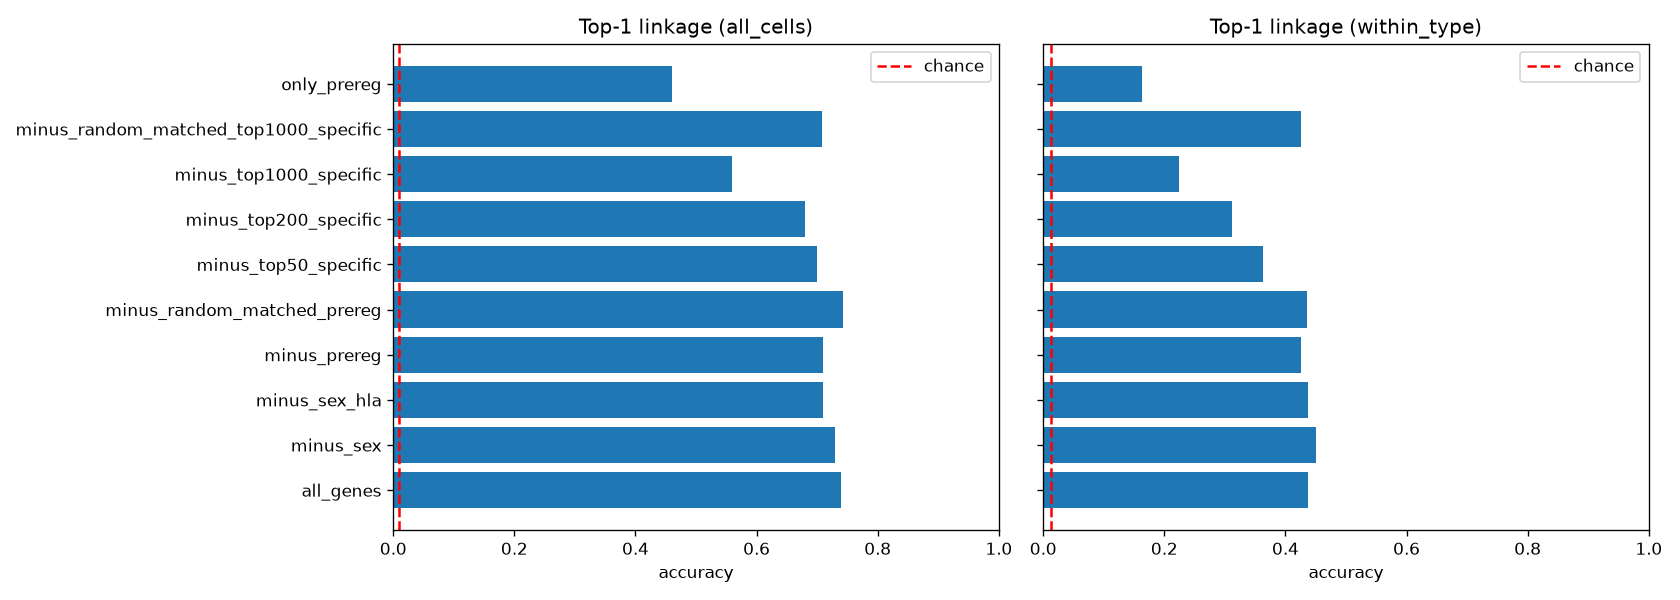 Top-1 linkage (all_cells)
chance
only_prereg
minus_random_matched_top1000_specific
minus_top1000_specific
minus_top200_specific
minus_top50_specific
minus_random_matched_prereg
minus_prereg
minus_sex_hla
minus_sex
all_genes
0.0 0.2 0.4 0.6 0.8 1.0
accuracy
Top-1 linkage (within_type)
chance
0.0 0.2 0.4 0.6 0.8 1.0
accuracy